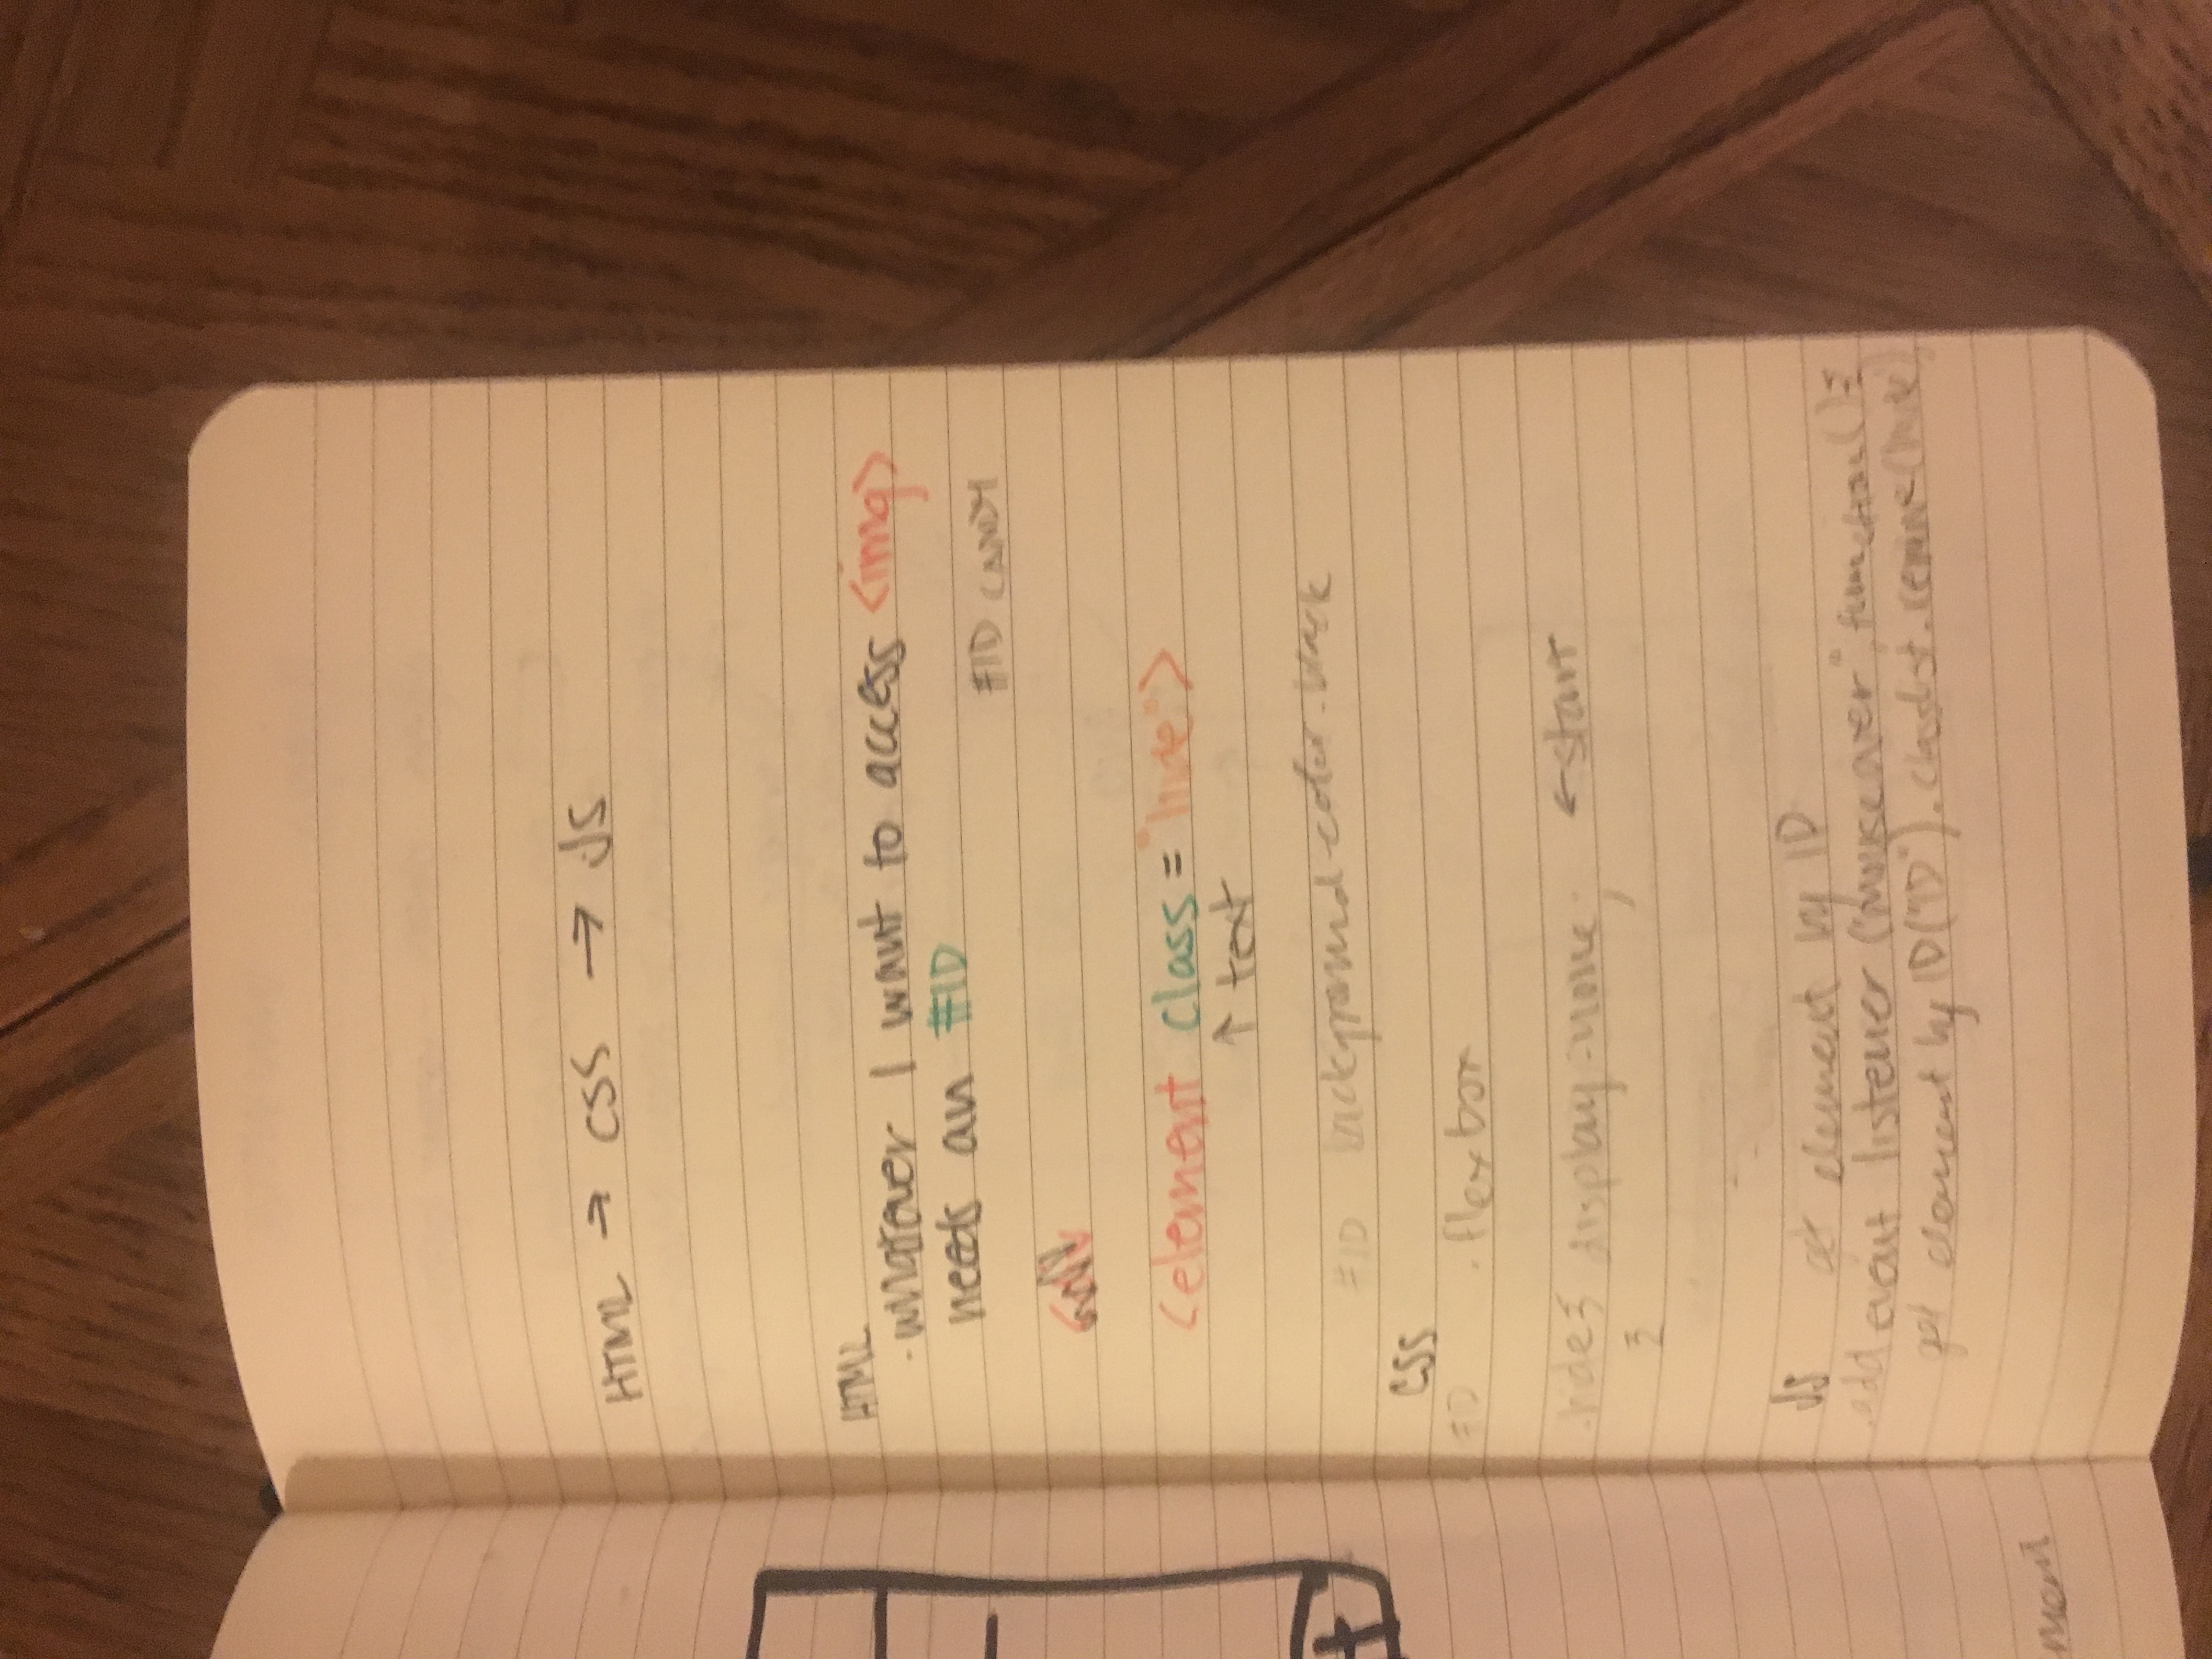 HTML → CSS → JS
HTML
· whatever I want to access <img>
needs an #ID
#ID CANDY
<element class = "hide">
↑ text
#ID background-color: black
CSS
#ID · flexbox
.hide { display: none; ← start
}
JS get element by ID
.add event listener ("mouseover", function() {
get element by ID("ID").classlist.remove(hide)
ment